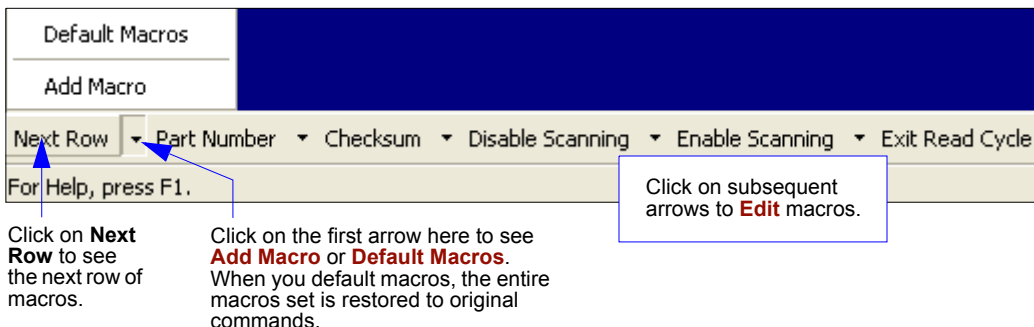 Default Macros
Add Macro
Next Row Part Number Checksum Disable Scanning Enable Scanning Exit Read Cycle
For Help, press F1.
Click on subsequent
arrows to Edit macros.
Click on Next
Row to see
the next row of
macros.
Click on the first arrow here to see
Add Macro or Default Macros.
When you default macros, the entire
macros set is restored to original
commands.